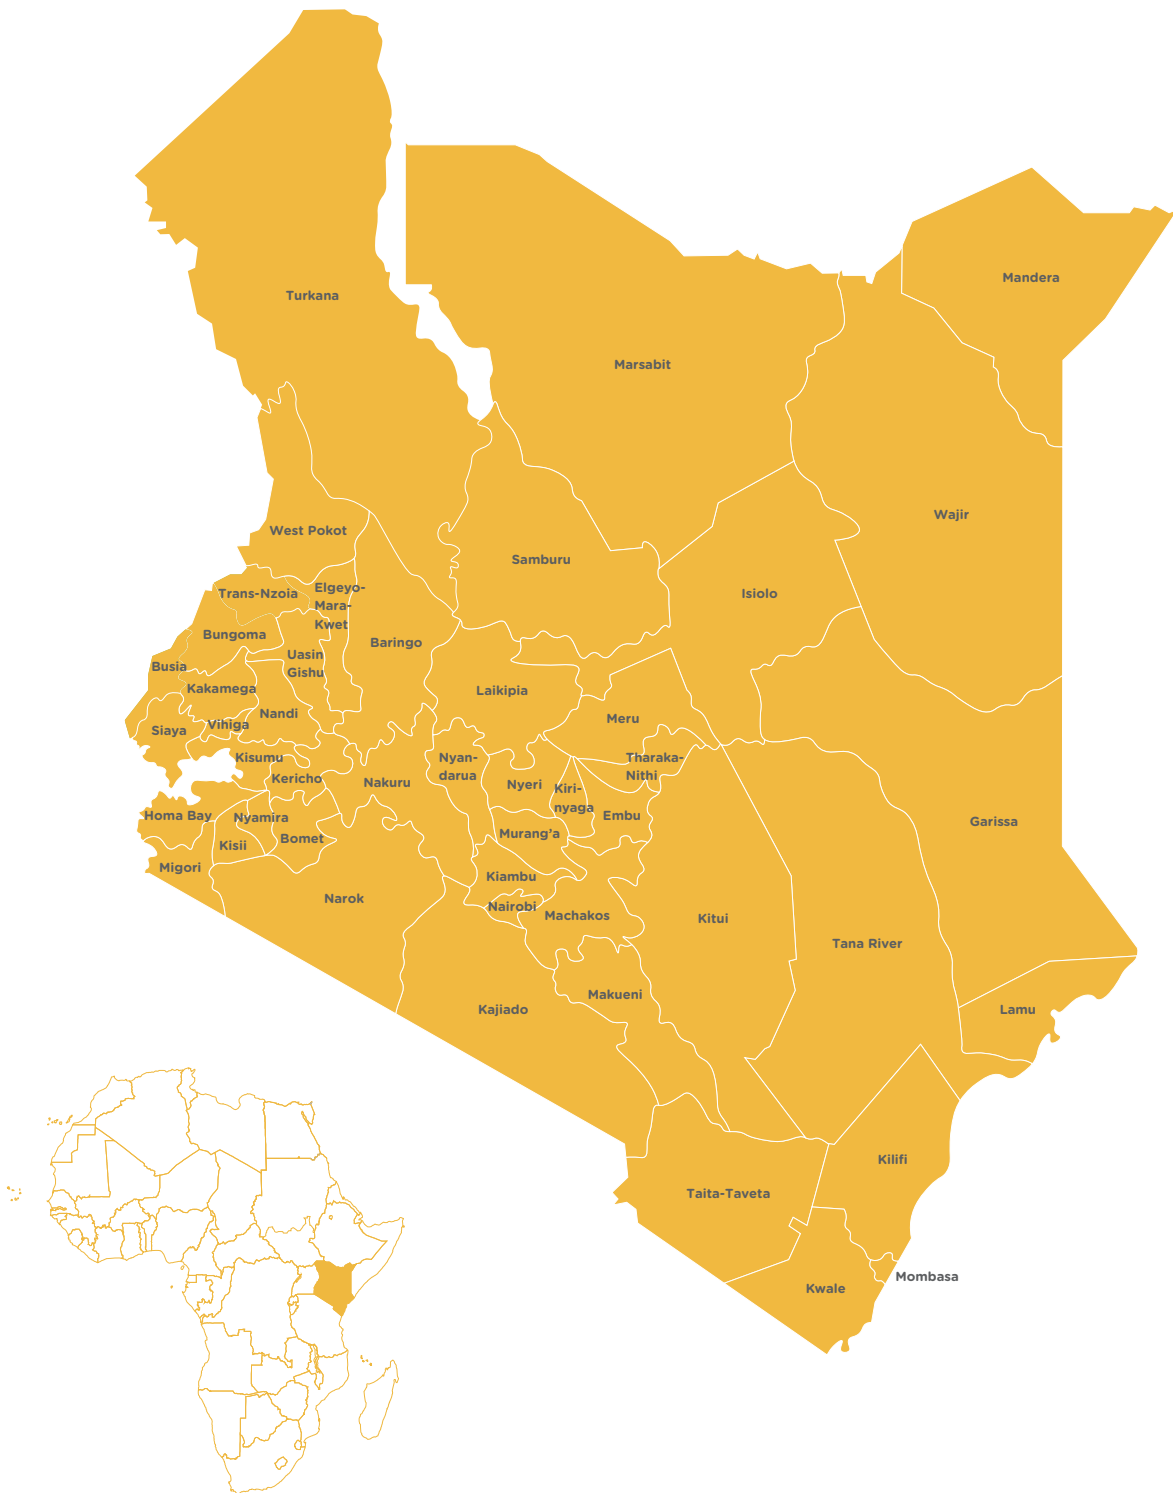 Mandera
Turkana
Marsabit
Wajir
West Pokot
Samburu
Trans-Nzoia
Elgeyo-
Mara-
Kwet
Isiolo
Bungoma
Baringo
Uasin
Gishu
Busia
Kakamega
Laikipia
Nandi
Meru
Siaya
Vihiga
Kisumu
Nyan-
darua
Tharaka-
Nithi
Kericho
Nakuru
Nyeri
Kiri-
nyaga
Homa Bay
Nyamira
Embu
Garissa
Murang’a
Bomet
Kisii
Migori
Kiambu
Narok
Nairobi
Machakos
Kitui
Tana River
Makueni
Kajiado
Lamu
Kilifi
Taita-Taveta
Mombasa
Kwale